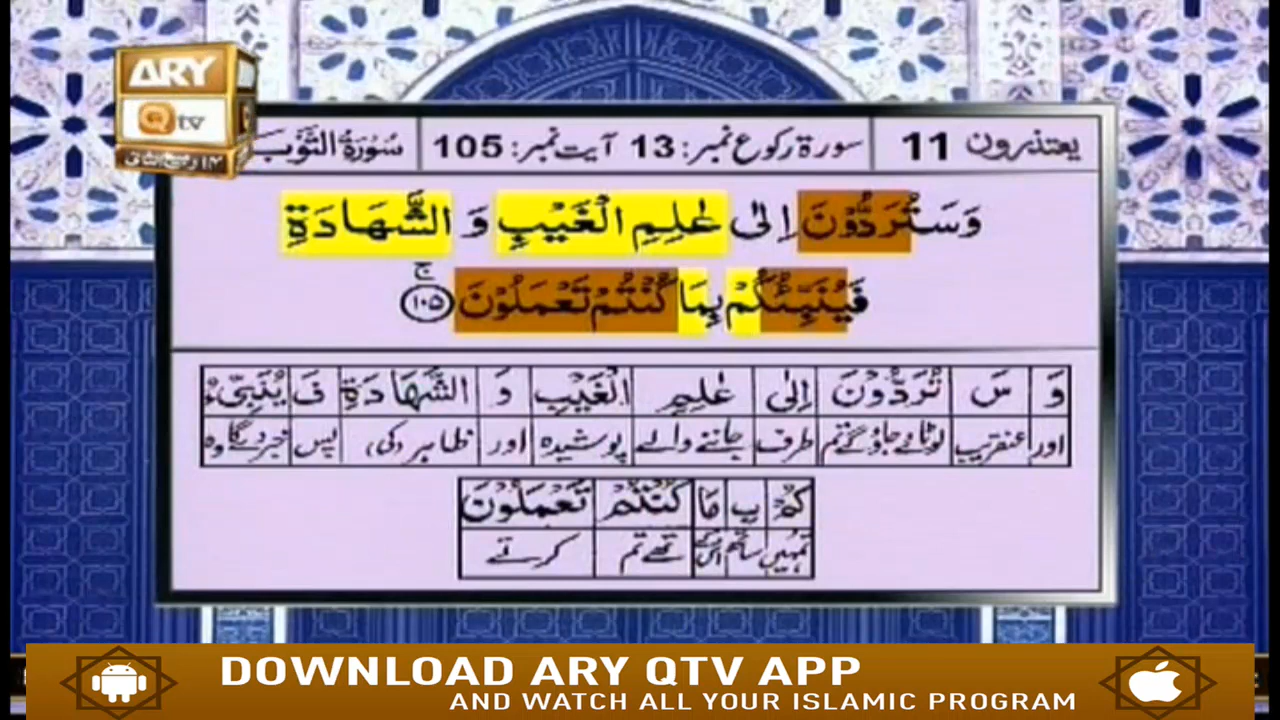 ARY
Qtv
یعتذرون 11
سورۃ رکوع نمبر: 13 آیت نمبر: 105
سُوْرَۃُ التَّوْبَۃ
وَسَتُرَدُّوْنَ اِلٰی عٰلِمِ الْغَیْبِ وَ الشَّهَادَةِ
فَیُنَبِّئُكُمْ بِمَا كُنْتُمْ تَعْمَلُوْنَ ۱۰۵ ج
وَ سَ تُرَدُّوْنَ اِلٰی عٰلِمِ الْغَیْبِ وَ الشَّهَادَةِ فَ یُنَبِّیُٔ
اور عنقریب لوٹائے جاؤ گے تم طرف جاننے والے پوشیدہ اور ظاہر (کی) پس خبر دے گا وہ
كُمْ بِ مَا كُنْتُمْ تَعْمَلُوْنَ
تمہیں ساتھ اس کے تھے تم کرتے
DOWNLOAD ARY QTV APP
AND WATCH ALL YOUR ISLAMIC PROGRAM